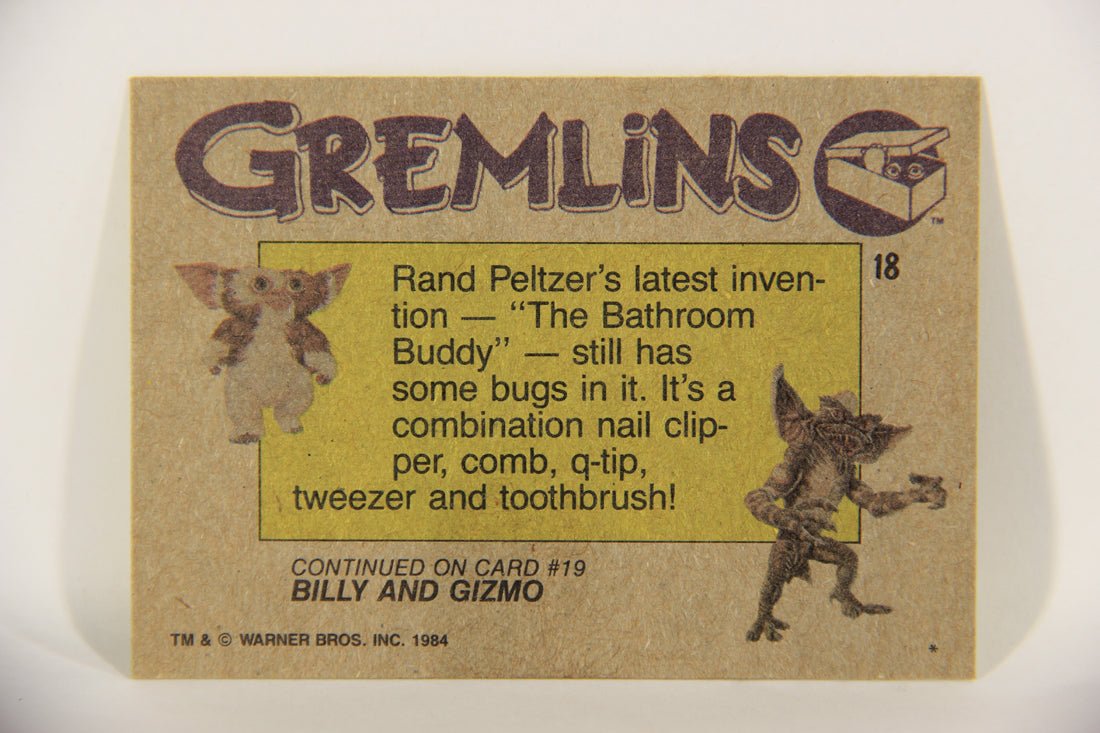 GREMLiNS
TM
18
Rand Peltzer's latest inven-
tion — “The Bathroom
Buddy” — still has
some bugs in it. It's a
combination nail clip-
per, comb, q-tip,
tweezer and toothbrush!
CONTINUED ON CARD #19
BILLY AND GIZMO
TM & © WARNER BROS. INC. 1984
*